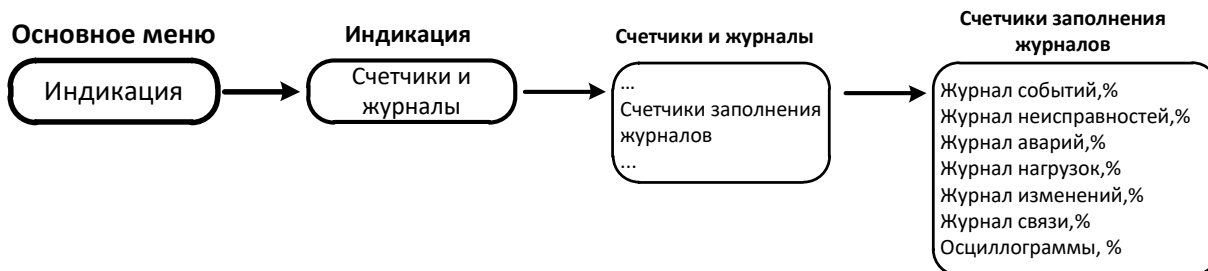 Основное меню
Индикация
Индикация
Счетчики и
журналы
Счетчики и журналы
...
Счетчики заполнения
журналов
...
Счетчики заполнения
журналов
Журнал событий,%
Журнал неисправностей,%
Журнал аварий,%
Журнал нагрузок,%
Журнал изменений,%
Журнал связи,%
Осциллограммы, %